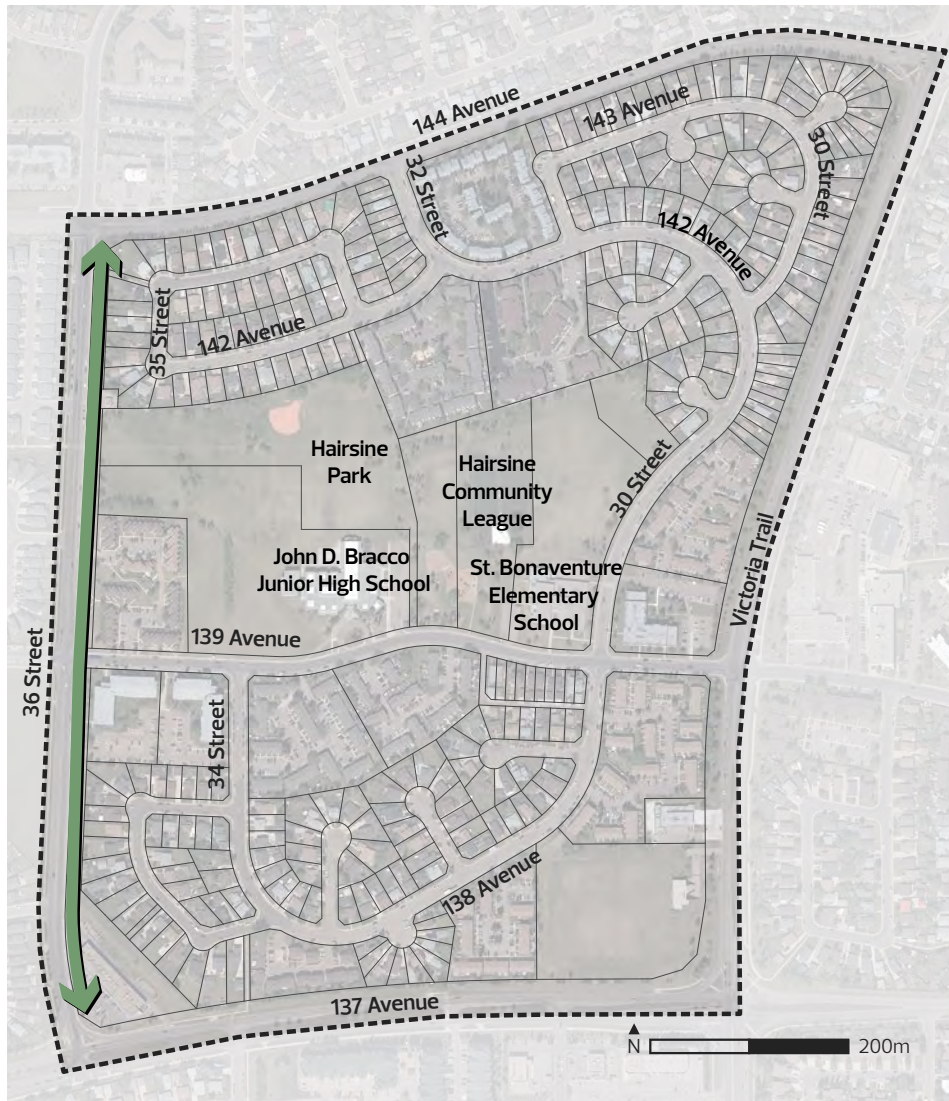 144 Avenue
143 Avenue
32 Street
30 Street
142 Avenue
35 Street
142 Avenue
Hairsine
Park
Hairsine
Community
League
30 Street
John D. Bracco
Junior High School
St. Bonaventure
Elementary
School
Victoria Trail
139 Avenue
36 Street
34 Street
138 Avenue
137 Avenue
N
200m